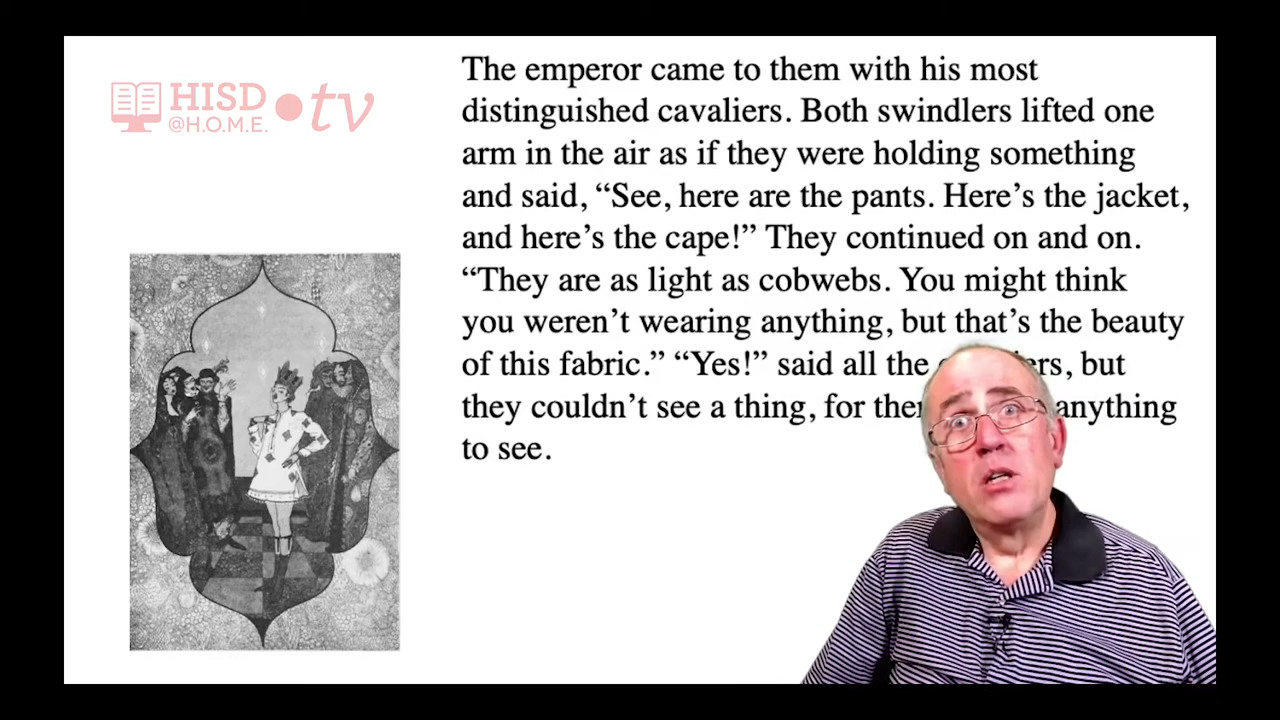 HISD
@H.O.M.E.
tv
The emperor came to them with his most
distinguished cavaliers. Both swindlers lifted one
arm in the air as if they were holding something
and said, “See, here are the pants. Here’s the jacket,
and here’s the cape!” They continued on and on.
“They are as light as cobwebs. You might think
you weren’t wearing anything, but that’s the beauty
of this fabric.” “Yes!” said all the but
they couldn’t see a thing, for anything
to see.